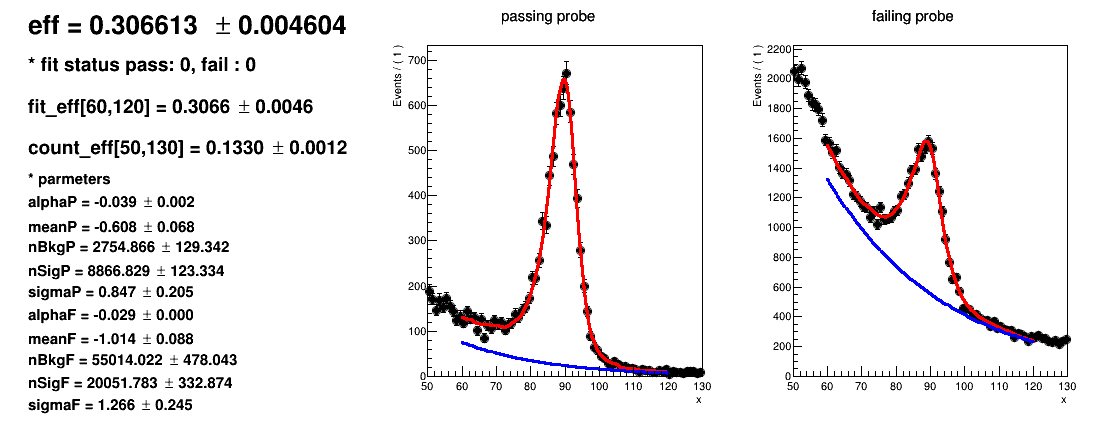 eff = 0.306613 ± 0.004604
* fit status pass: 0, fail : 0
fit_eff[60,120] = 0.3066 ± 0.0046
count_eff[50,130] = 0.1330 ± 0.0012
* parmeters
alphaP = -0.039 ± 0.002
meanP = -0.608 ± 0.068
nBkgP = 2754.866 ± 129.342
nSigP = 8866.829 ± 123.334
sigmaP = 0.847 ± 0.205
alphaF = -0.029 ± 0.000
meanF = -1.014 ± 0.088
nBkgF = 55014.022 ± 478.043
nSigF = 20051.783 ± 332.874
sigmaF = 1.266 ± 0.245
passing probe
Events / ( 1 )
700
600
500
400
300
200
100
0
50 60 70 80 90 100 110 120 130
x
failing probe
Events / ( 1 )
2200
2000
1800
1600
1400
1200
1000
800
600
400
200
0
50 60 70 80 90 100 110 120 130
x